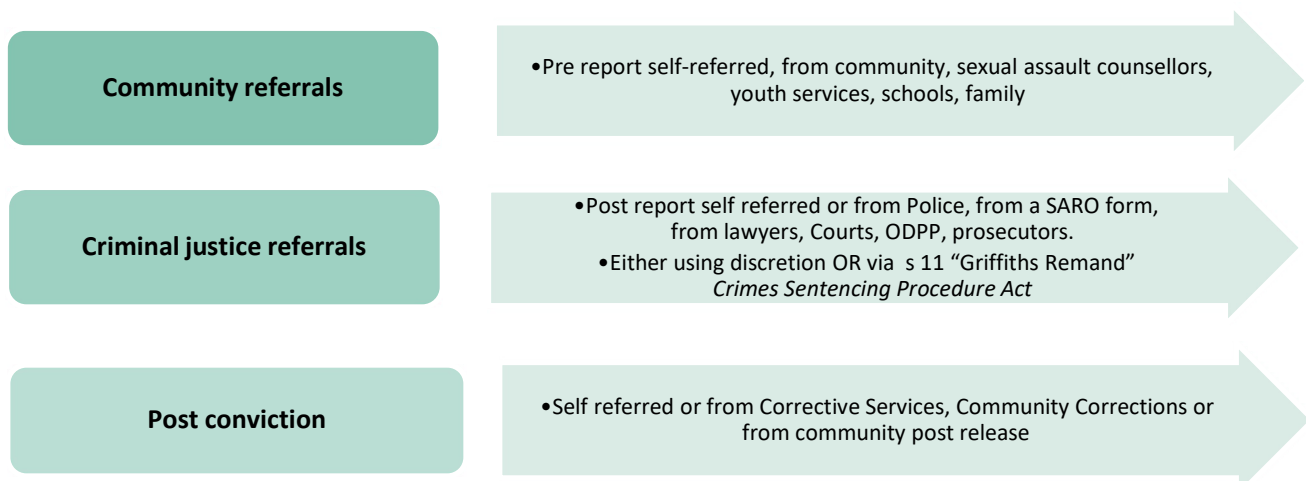 Community referrals
•Pre report self-referred, from community, sexual assault counsellors,
youth services, schools, family
Criminal justice referrals
•Post report self referred or from Police, from a SARO form,
from lawyers, Courts, ODPP, prosecutors.
•Either using discretion OR via s 11 “Griffiths Remand”
Crimes Sentencing Procedure Act
Post conviction
•Self referred or from Corrective Services, Community Corrections or
from community post release